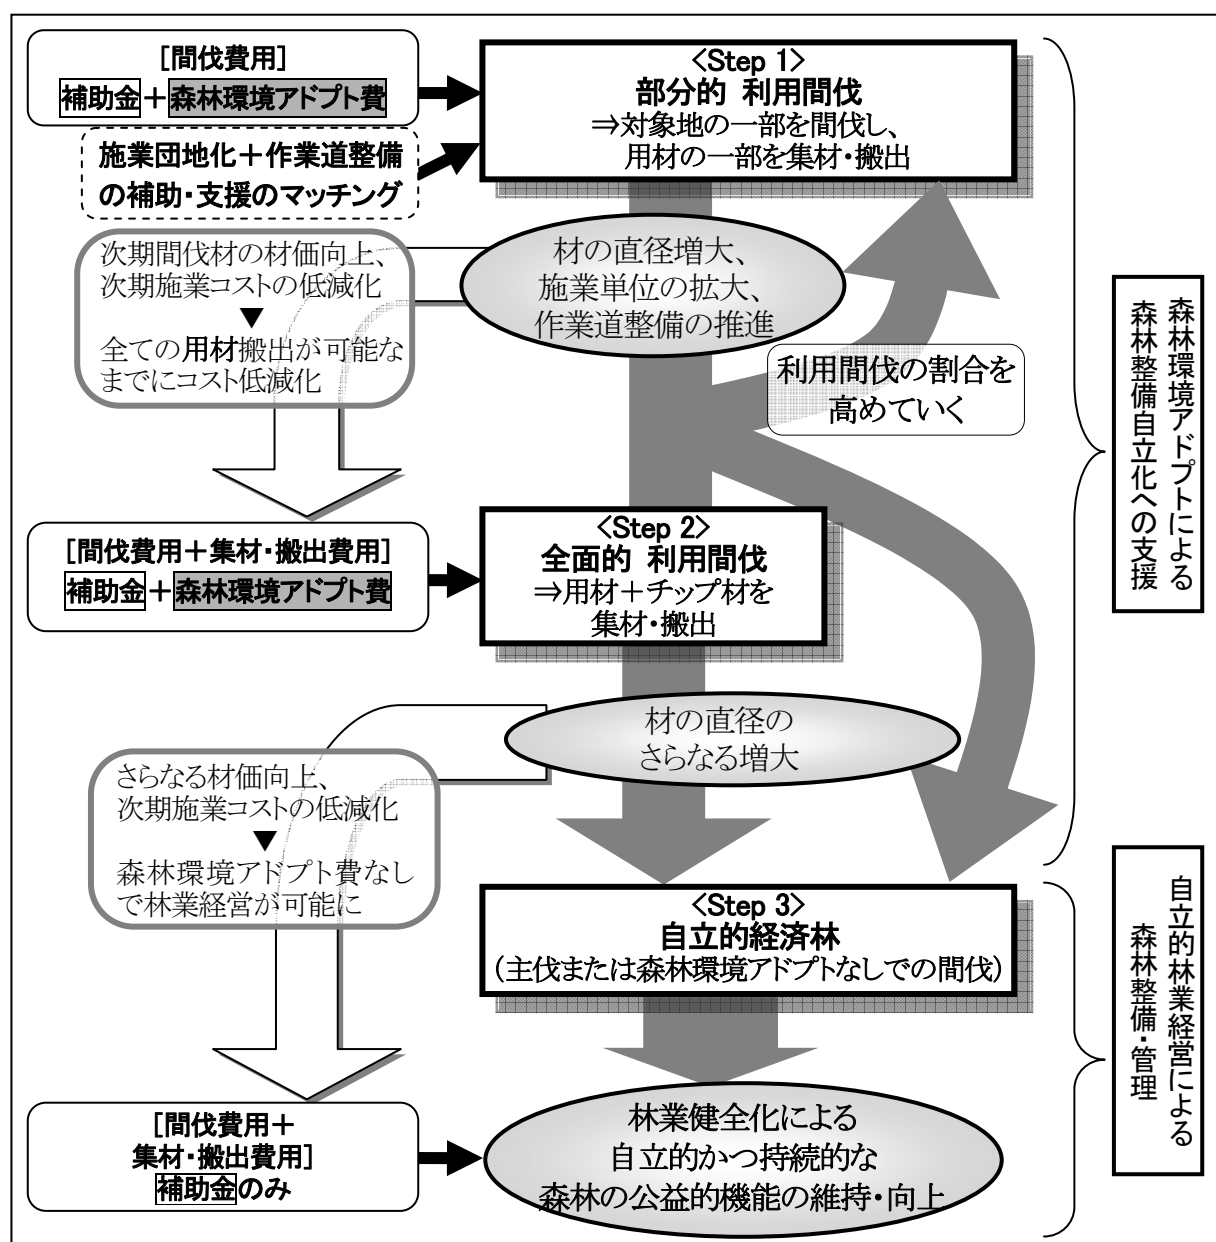 [間伐費用]
補助金＋森林環境アドプト費
施業団地化＋作業道整備
の補助・支援のマッチング
<Step 1>
部分的 利用間伐
⇒対象地の一部を間伐し、
用材の一部を集材・搬出
次期間伐材の材価向上、
次期施業コストの低減化
▼
全ての用材搬出が可能な
までにコスト低減化
材の直径増大、
施業単位の拡大、
作業道整備の推進
利用間伐の割合を
高めていく
[間伐費用＋集材・搬出費用]
補助金＋森林環境アドプト費
<Step 2>
全面的 利用間伐
⇒用材＋チップ材を
集材・搬出
材の直径の
さらなる増大
さらなる材価向上、
次期施業コストの低減化
▼
森林環境アドプト費なし
で林業経営が可能に
<Step 3>
自立的経済林
(主伐または森林環境アドプトなしでの間伐)
[間伐費用＋
集材・搬出費用]
補助金のみ
林業健全化による
自立的かつ持続的な
森林の公益的機能の維持・向上
森林環境アドプトによる
森林整備自立化への支援
自立的林業経営による
森林整備・管理